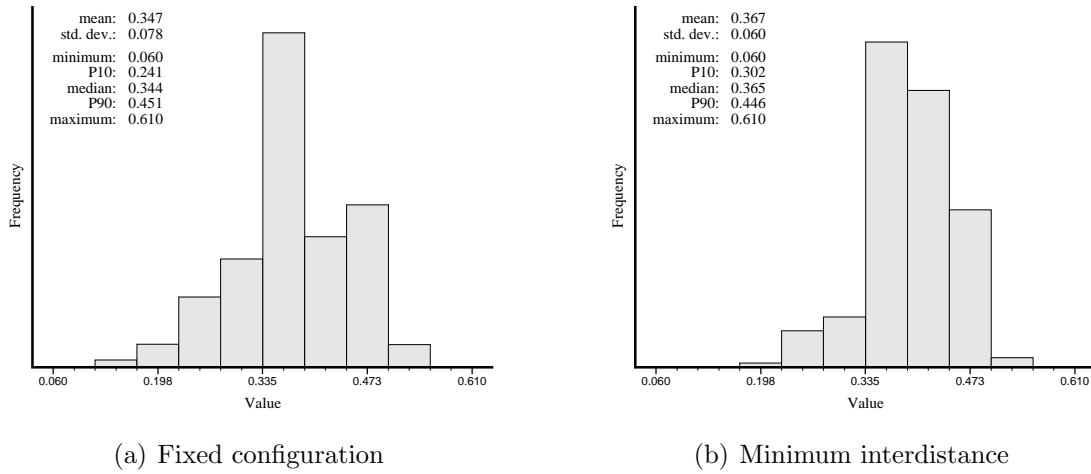 mean: 0.347
std. dev.: 0.078
minimum: 0.060
P10: 0.241
median: 0.344
P90: 0.451
maximum: 0.610
Frequency
0.060 0.198 0.335 0.473 0.610
Value
(a) Fixed configuration
mean: 0.367
std. dev.: 0.060
minimum: 0.060
P10: 0.302
median: 0.365
P90: 0.446
maximum: 0.610
Frequency
0.060 0.198 0.335 0.473 0.610
Value
(b) Minimum interdistance